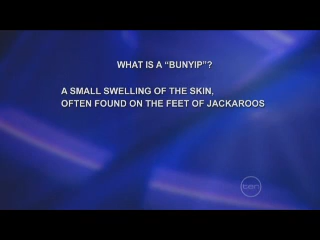 WHAT IS A “BUNYIP”?
A SMALL SWELLING OF THE SKIN,
OFTEN FOUND ON THE FEET OF JACKAROOS
TEN